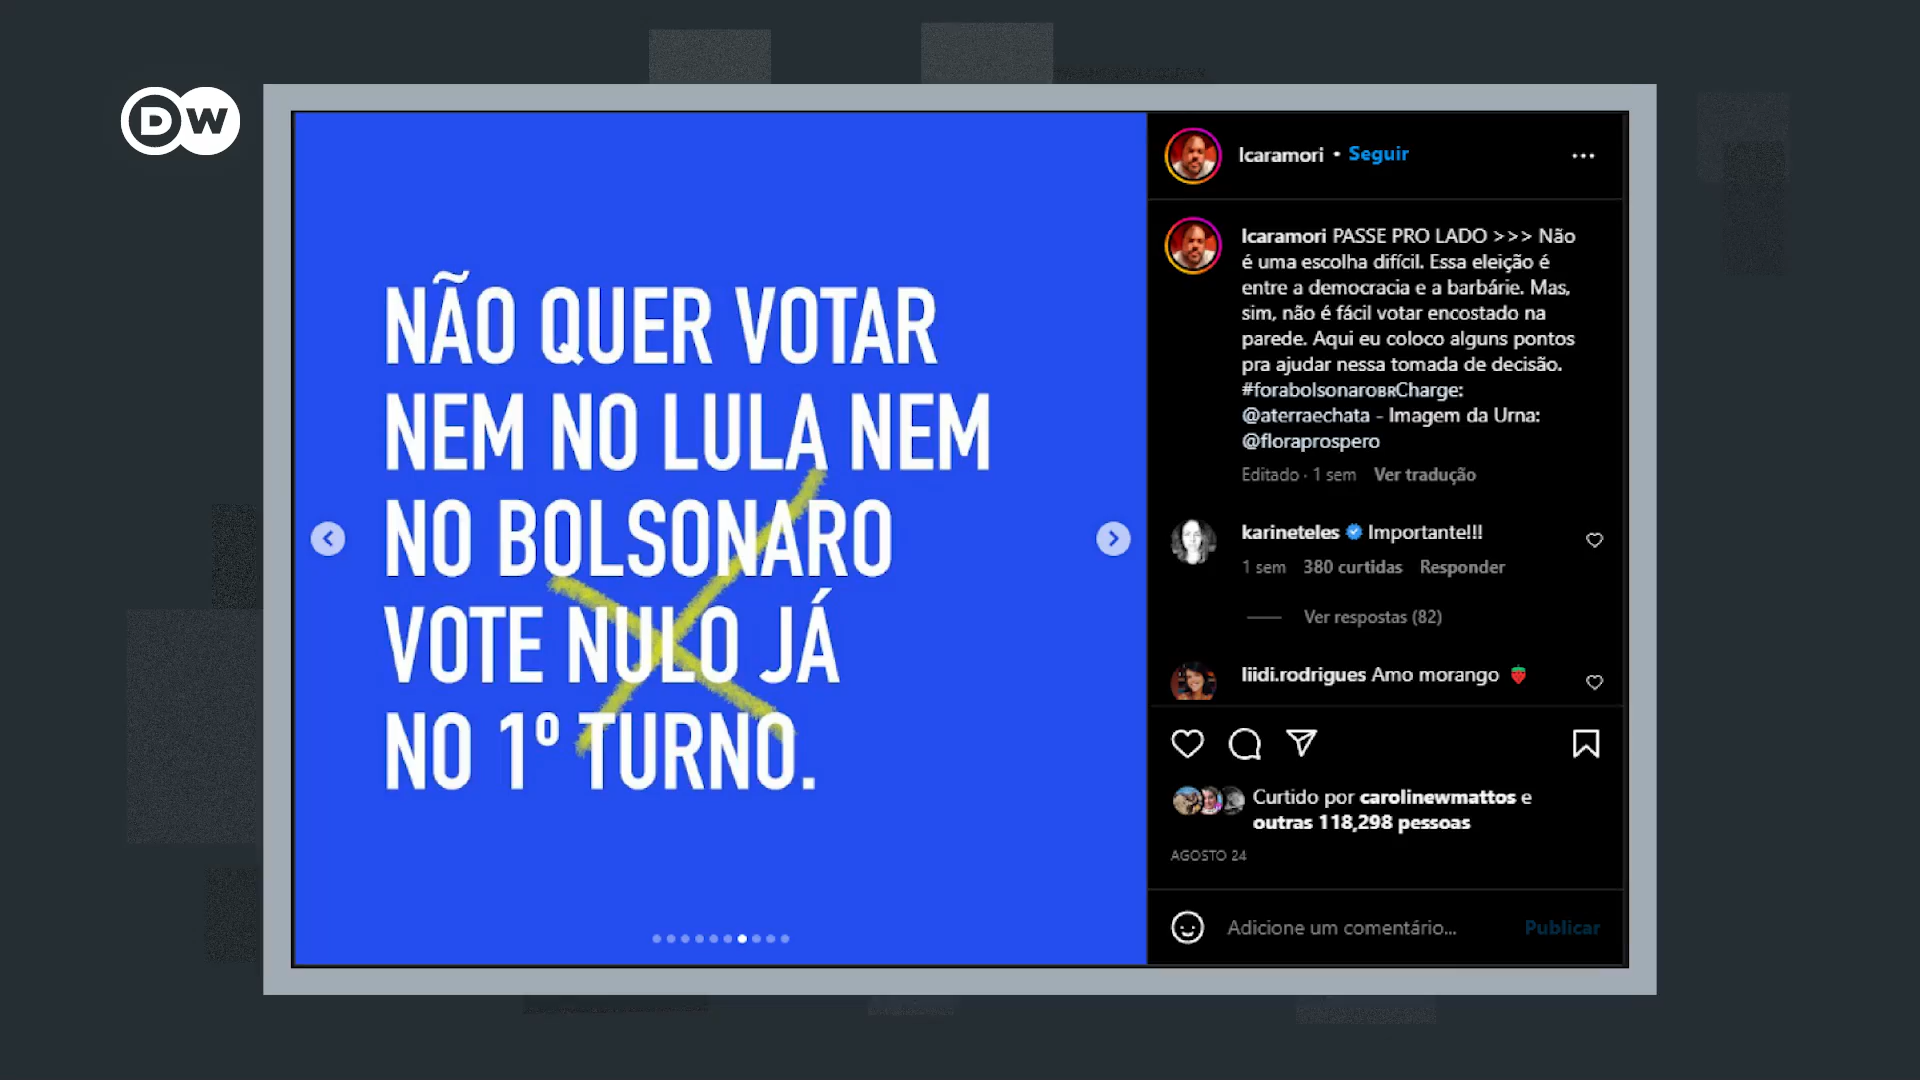 DW
NÃO QUER VOTAR
NEM NO LULA NEM
NO BOLSONARO
VOTE NULO JÁ
NO 1º TURNO.
lcaramori • Seguir
lcaramori PASSE PRO LADO >>> Não
é uma escolha difícil. Essa eleição é
entre a democracia e a barbárie. Mas,
sim, não é fácil votar encostado na
parede. Aqui eu coloco alguns pontos
pra ajudar nessa tomada de decisão.
#forabolsonaroBRCharge:
@aterraechata - Imagem da Urna:
@floraprospero
Editado · 1 sem Ver tradução
karineteles Importante!!!
1 sem 380 curtidas Responder
Ver respostas (82)
liidi.rodrigues Amo morango 🍓
Curtido por carolinewmattos e
outras 118,298 pessoas
AGOSTO 24
Adicione um comentário... Publicar